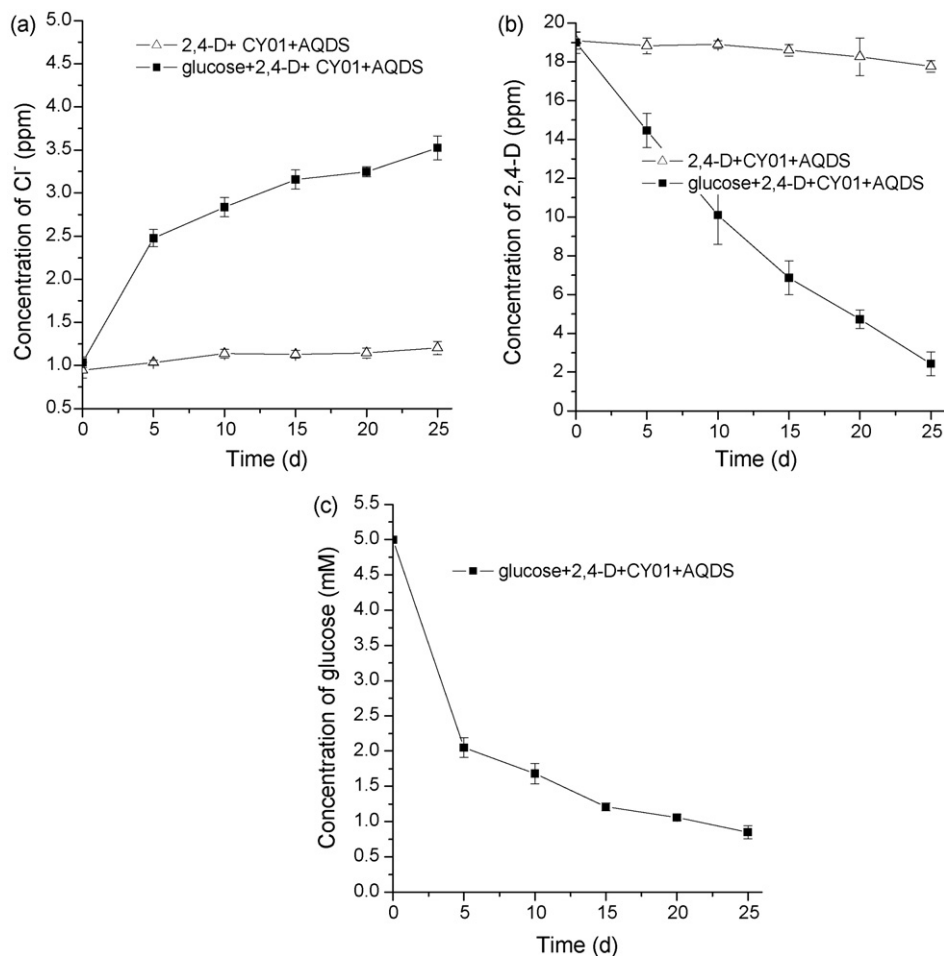 (a)
2,4-D+ CY01+AQDS
glucose+2,4-D+ CY01+AQDS
Concentration of Cl⁻ (ppm)
5.0
4.5
4.0
3.5
3.0
2.5
2.0
1.5
1.0
0.5
0 5 10 15 20 25
Time (d)
(b)
2,4-D+CY01+AQDS
glucose+2,4-D+CY01+AQDS
Concentration of 2,4-D (ppm)
20
18
16
14
12
10
8
6
4
2
0
0 5 10 15 20 25
Time (d)
(c)
glucose+2,4-D+CY01+AQDS
Concentration of glucose (mM)
5.5
5.0
4.5
4.0
3.5
3.0
2.5
2.0
1.5
1.0
0.5
0.0
0 5 10 15 20 25
Time (d)